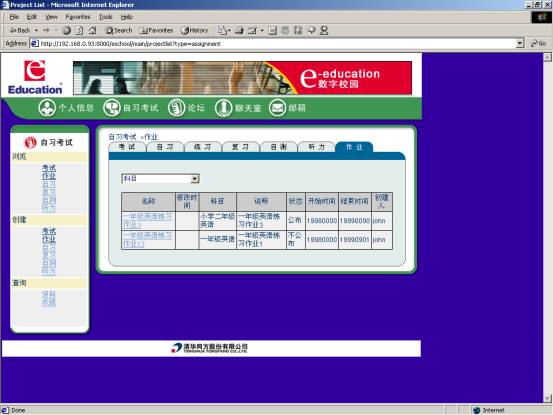 Project List - Microsoft Internet Explorer
File Edit View Favorites Tools Help
Back Search Favorites History
Address http://192.168.0.93:8000/eschool/main/projectlist?type=assignment Go
e Education
e-education
数字校园
个人信息 自习考试 论坛 聊天室 邮箱
自习考试
浏览
考试
作业
自习
复习
自测
听力
创建
考试
作业
自习
复习
自测
听力
查询
资料
成绩
自习考试 >作业
考 试 自 习 练 习 复 习 自 测 听 力 作 业
科目
名称 修改时间 科目 说明 状态 开始时间 结束时间 创建人
一年级英语练习作业3 小学二年级英语 一年级英语练习作业3 公布 19980000 19990090 john
一年级英语练习作业12 一年级英语 一年级英语练习作业1 不公布 19980000 19990901 john
清华同方股份有限公司
TSINGHUA TONGFANG CO.,LTD.
Done Internet